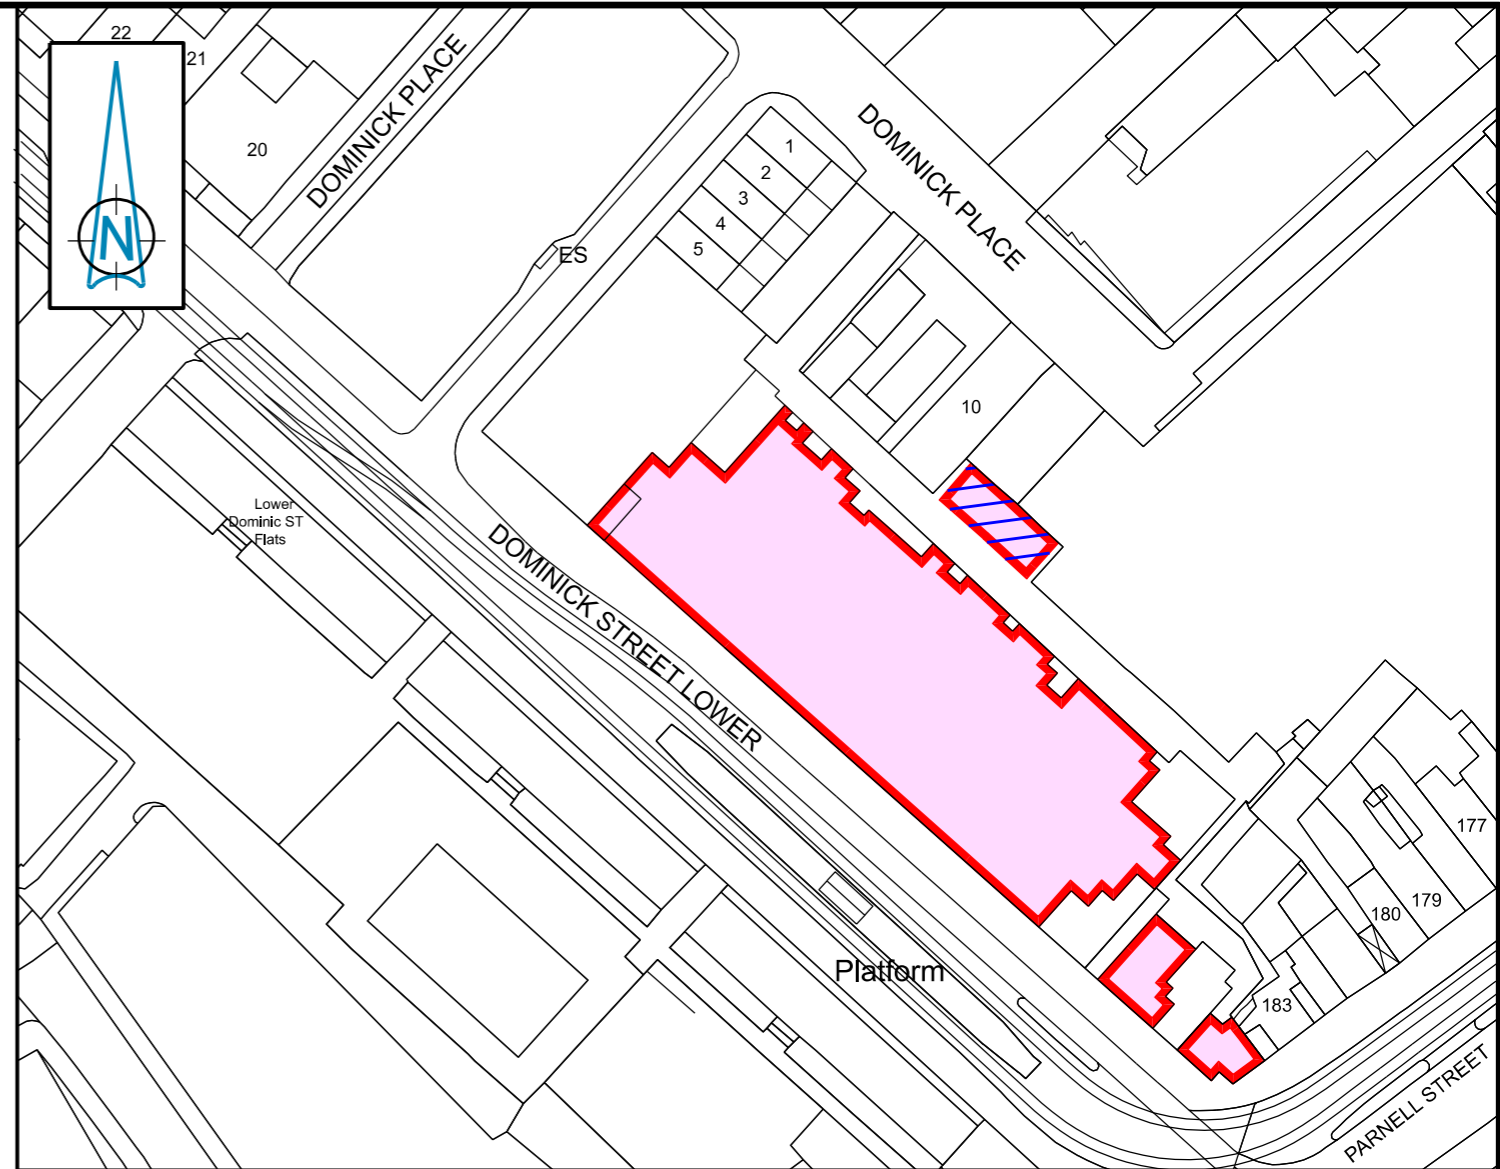 22
21
20
N
DOMINICK PLACE
ES
1
2
3
4
5
DOMINICK PLACE
10
Lower
Dominic ST
Flats
DOMINICK STREET LOWER
Platform
177
179
180
183
PARNELL STREET